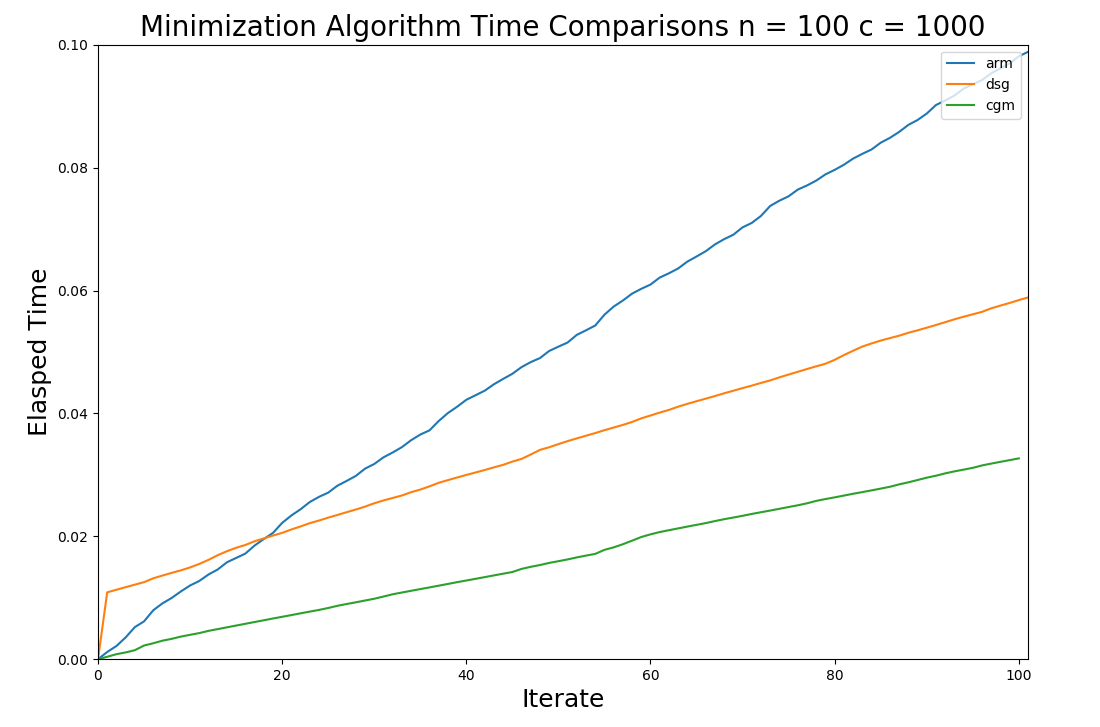 Minimization Algorithm Time Comparisons n = 100 c = 1000
0.10
0.08
0.06
0.04
0.02
0.00
Elasped Time
arm
dsg
cgm
0 20 40 60 80 100
Iterate